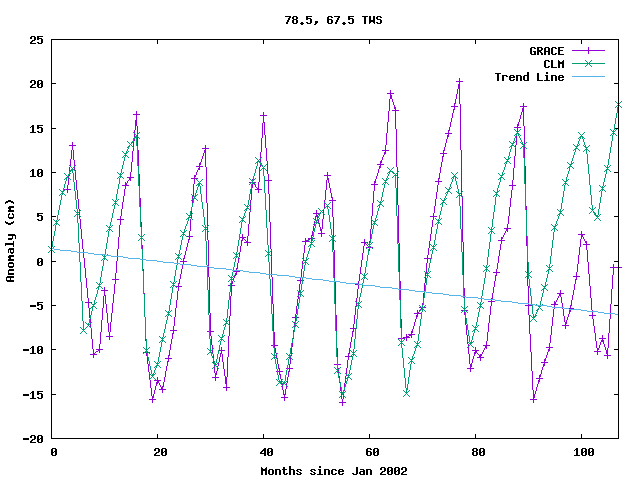 78.5, 67.5 TWS
GRACE
CLM
Trend Line
25
20
15
10
5
0
-5
-10
-15
-20
Anomaly (cm)
0 20 40 60 80 100
Months since Jan 2002